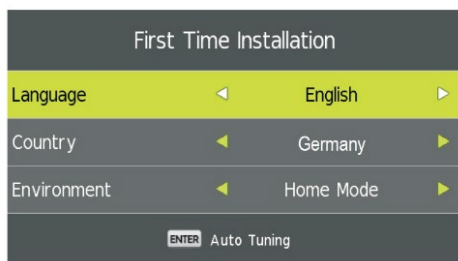 First Time Installation
Language English
Country Germany
Environment Home Mode
ENTER Auto Tuning